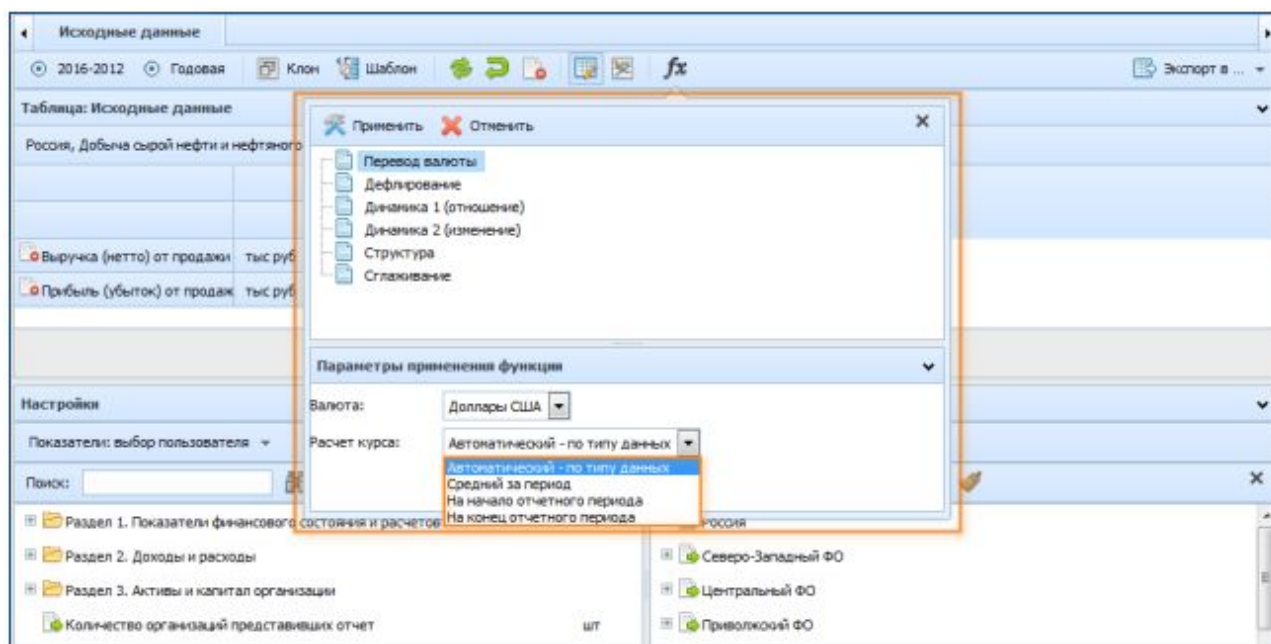 Исходные данные
2016-2012 Годовая Клон Шаблон fx Экспорт в ...
Таблица: Исходные данные
Россия, Добыча сырой нефти и нефтяного
Применить Отменить
Перевод валюты
Дефлирование
Динамика 1 (отношение)
Динамика 2 (изменение)
Структура
Сглаживание
Выручка (нетто) от продажи тыс руб
Прибыль (убыток) от продаж тыс руб
Параметры применения функции
Валюта: Доллары США
Расчет курса: Автоматический - по типу данных
Автоматический - по типу данных
Средний за период
На начало отчетного периода
На конец отчетного периода
Настройки
Показатели: выбор пользователя
Поиск:
Раздел 1. Показатели финансового состояния и расчетов
Раздел 2. Доходы и расходы
Раздел 3. Активы и капитал организации
Количество организаций представивших отчет шт
Россия
Северо-Западный ФО
Центральный ФО
Приволжский ФО